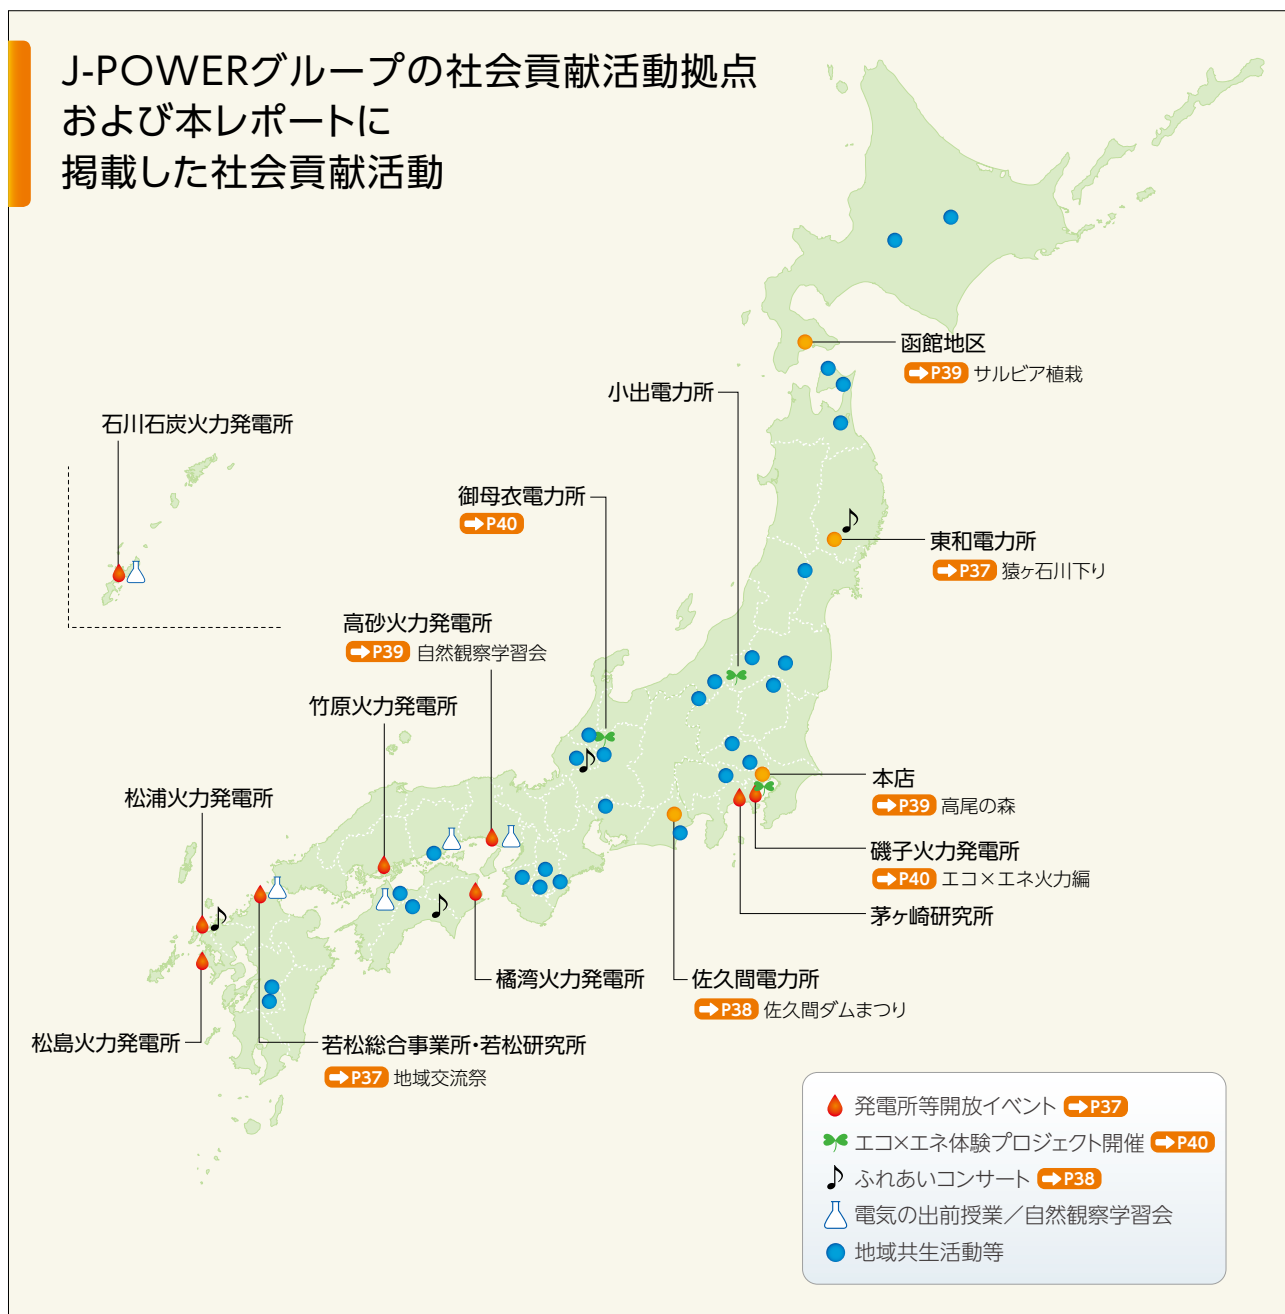 J-POWERグループの社会貢献活動拠点
および本レポートに
掲載した社会貢献活動
函館地区
➡P39 サルビア植栽
小出電力所
石川石炭火力発電所
御母衣電力所
➡P40
東和電力所
➡P37 猿ヶ石川下り
高砂火力発電所
➡P39 自然観察学習会
竹原火力発電所
本店
➡P39 高尾の森
松浦火力発電所
磯子火力発電所
➡P40 エコ×エネ火力編
茅ヶ崎研究所
橘湾火力発電所
佐久間電力所
➡P38 佐久間ダムまつり
松島火力発電所
若松総合事業所・若松研究所
➡P37 地域交流祭
発電所等開放イベント ➡P37
エコ×エネ体験プロジェクト開催 ➡P40
ふれあいコンサート ➡P38
電気の出前授業／自然観察学習会
地域共生活動等